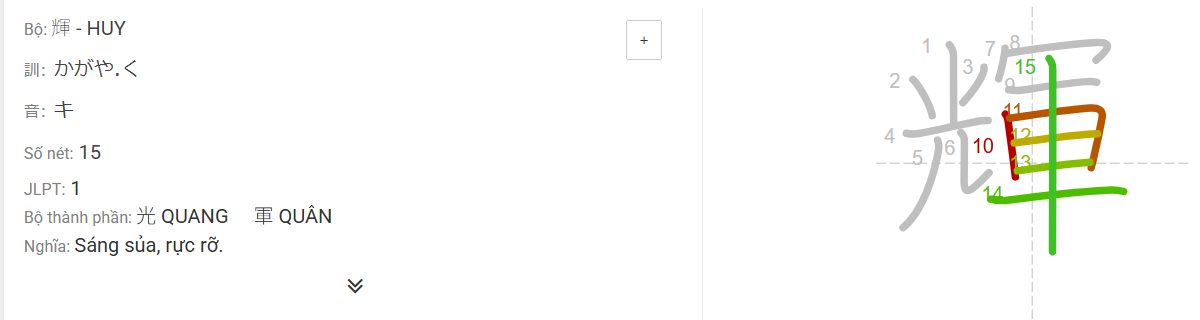 Bộ: 輝 - HUY
+
訓: かがや.く
音: キ
Số nét: 15
JLPT: 1
Bộ thành phần: 光 QUANG 軍 QUÂN
Nghĩa: Sáng sủa, rực rỡ.
輝
1
2
3
4
5
6
7
8
9
10
11
12
13
14
15